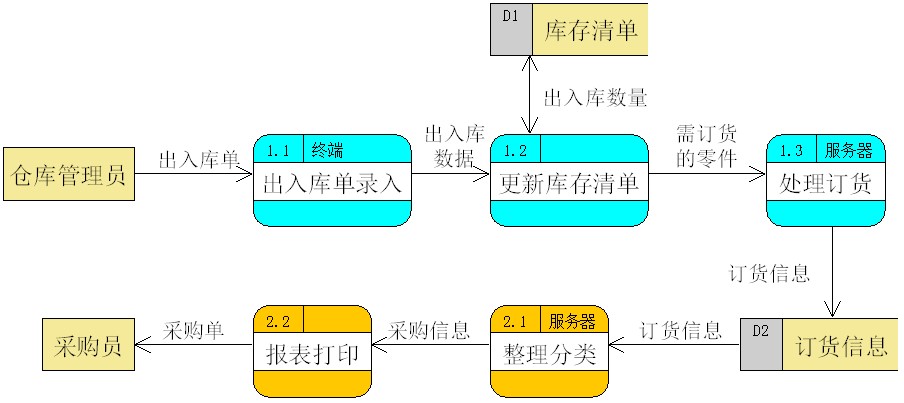 D1
库存清单
出入库数量
仓库管理员
出入库单
1.1 终端
出入库单录入
出入库
数据
1.2
更新库存清单
需订货
的零件
1.3 服务器
处理订货
订货信息
采购员
采购单
2.2
报表打印
采购信息
2.1 服务器
整理分类
订货信息
D2
订货信息